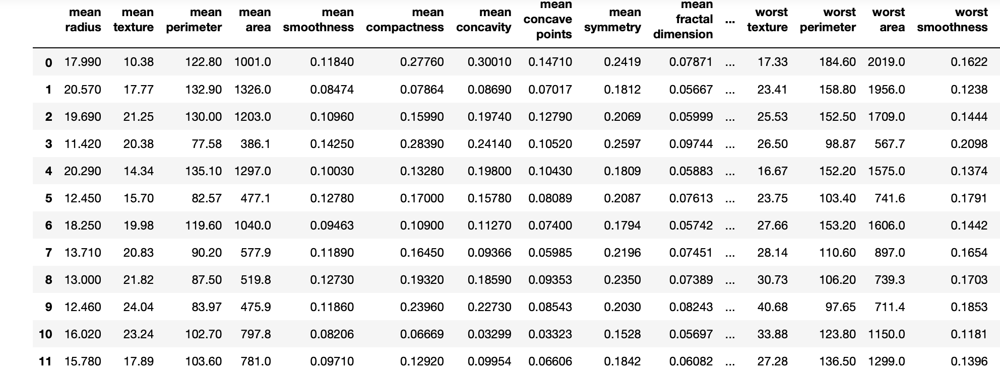 mean radius mean texture mean perimeter mean area mean smoothness mean compactness mean concavity mean concave points mean symmetry mean fractal dimension ... worst texture worst perimeter worst area worst smoothness
0 17.990 10.38 122.80 1001.0 0.11840 0.27760 0.30010 0.14710 0.2419 0.07871 ... 17.33 184.60 2019.0 0.1622
1 20.570 17.77 132.90 1326.0 0.08474 0.07864 0.08690 0.07017 0.1812 0.05667 ... 23.41 158.80 1956.0 0.1238
2 19.690 21.25 130.00 1203.0 0.10960 0.15990 0.19740 0.12790 0.2069 0.05999 ... 25.53 152.50 1709.0 0.1444
3 11.420 20.38 77.58 386.1 0.14250 0.28390 0.24140 0.10520 0.2597 0.09744 ... 26.50 98.87 567.7 0.2098
4 20.290 14.34 135.10 1297.0 0.10030 0.13280 0.19800 0.10430 0.1809 0.05883 ... 16.67 152.20 1575.0 0.1374
5 12.450 15.70 82.57 477.1 0.12780 0.17000 0.15780 0.08089 0.2087 0.07613 ... 23.75 103.40 741.6 0.1791
6 18.250 19.98 119.60 1040.0 0.09463 0.10900 0.11270 0.07400 0.1794 0.05742 ... 27.66 153.20 1606.0 0.1442
7 13.710 20.83 90.20 577.9 0.11890 0.16450 0.09366 0.05985 0.2196 0.07451 ... 28.14 110.60 897.0 0.1654
8 13.000 21.82 87.50 519.8 0.12730 0.19320 0.18590 0.09353 0.2350 0.07389 ... 30.73 106.20 739.3 0.1703
9 12.460 24.04 83.97 475.9 0.11860 0.23960 0.22730 0.08543 0.2030 0.08243 ... 40.68 97.65 711.4 0.1853
10 16.020 23.24 102.70 797.8 0.08206 0.06669 0.03299 0.03323 0.1528 0.05697 ... 33.88 123.80 1150.0 0.1181
11 15.780 17.89 103.60 781.0 0.09710 0.12920 0.09954 0.06606 0.1842 0.06082 ... 27.28 136.50 1299.0 0.1396